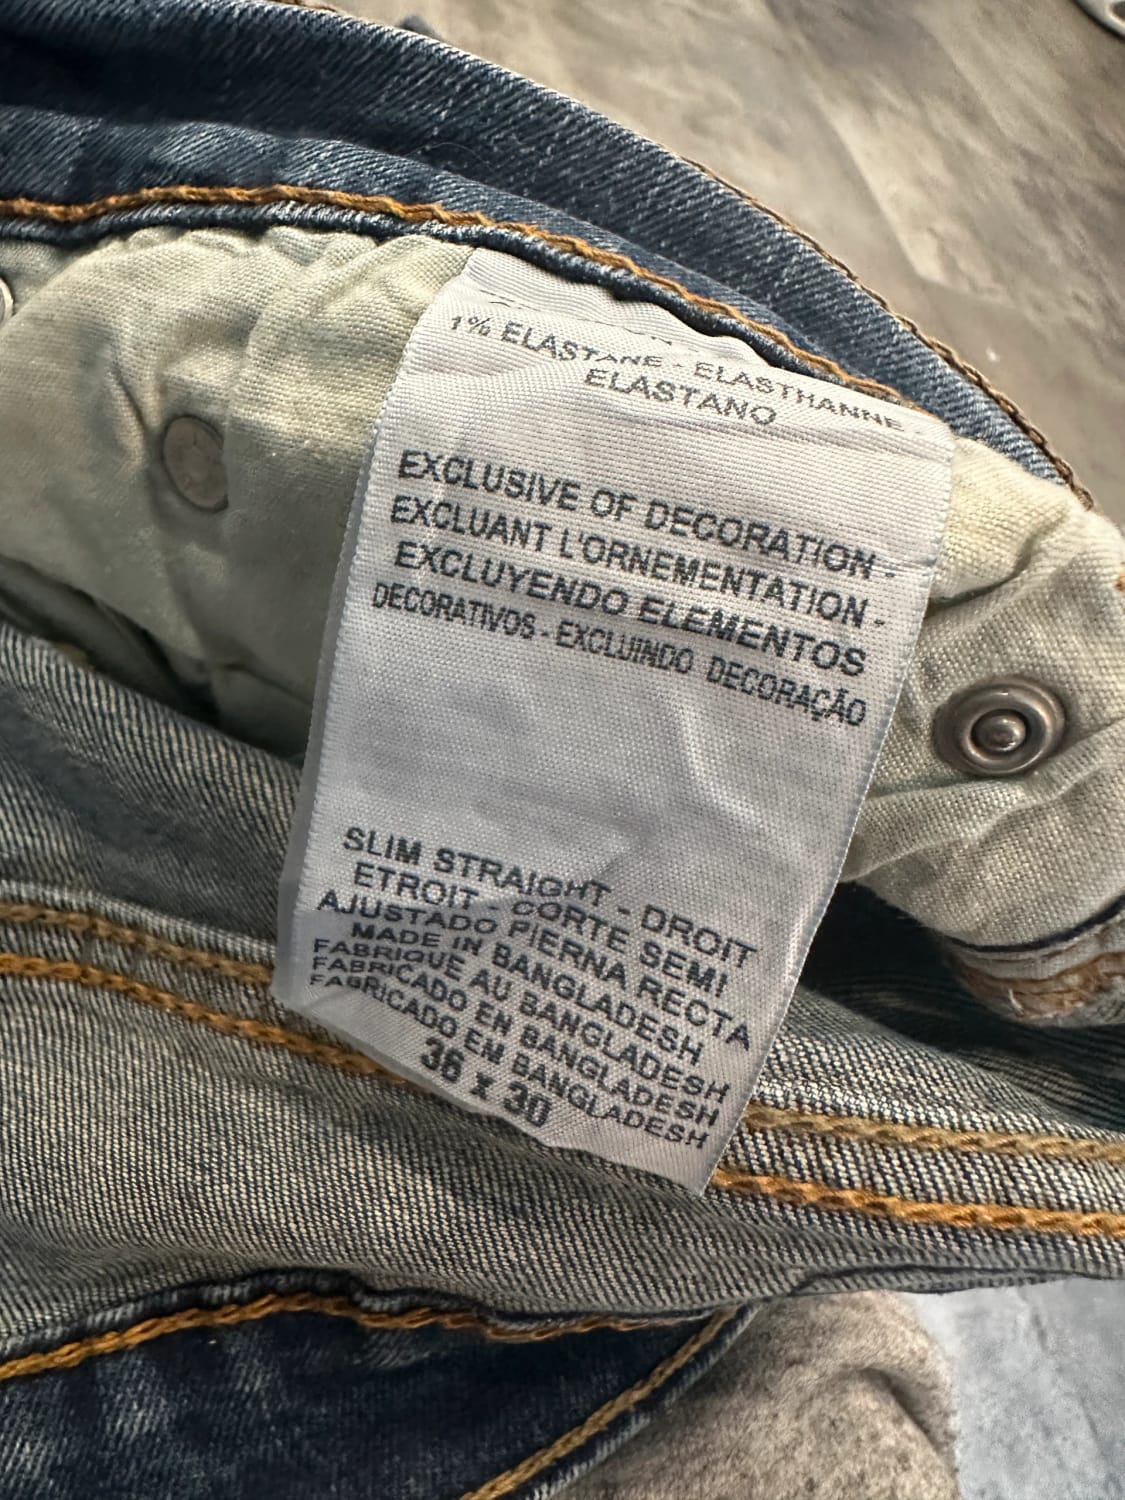 1% ELASTANE - ELASTHANNE -
ELASTANO
EXCLUSIVE OF DECORATION -
EXCLUANT L'ORNEMENTATION -
EXCLUYENDO ELEMENTOS
DECORATIVOS - EXCLUINDO DECORAÇÃO
SLIM STRAIGHT - DROIT
ETROIT - CORTE SEMI
AJUSTADO PIERNA RECTA
MADE IN BANGLADESH
FABRIQUE AU BANGLADESH
FABRICADO EN BANGLADESH
FABRICADO EM BANGLADESH
36 x 30